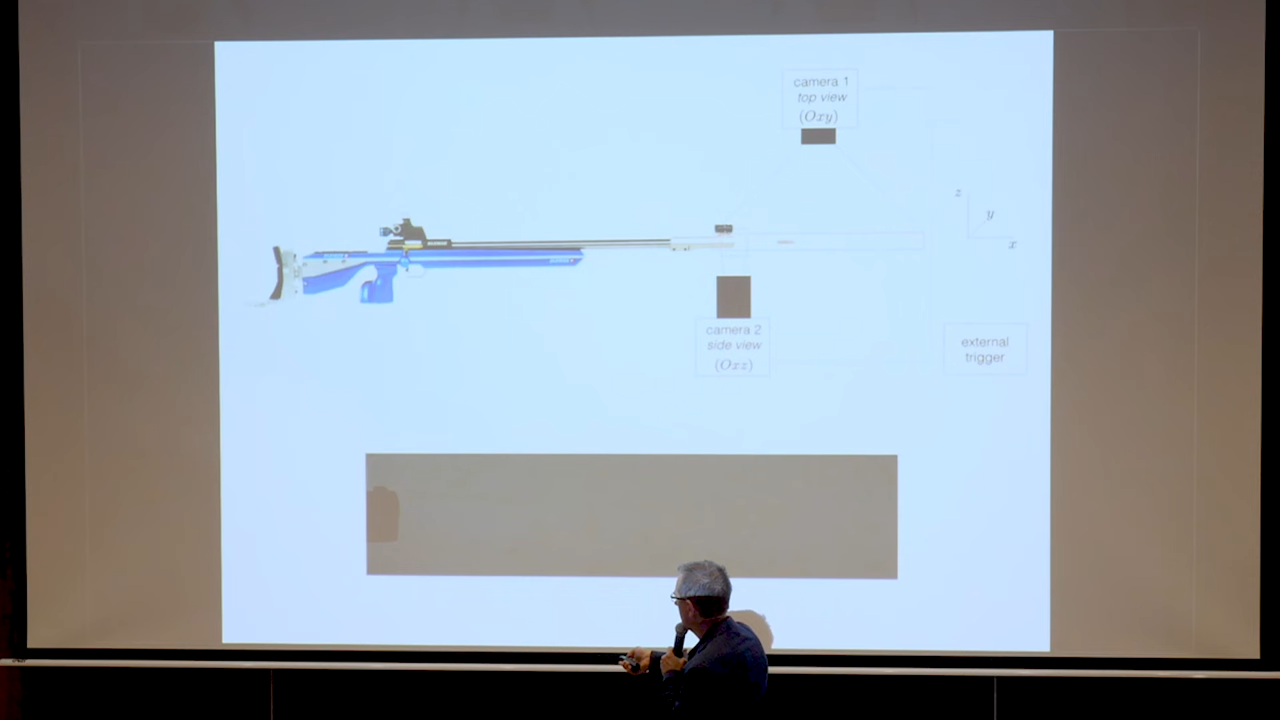 camera 1
top view
(Oxy)
z
y
x
camera 2
side view
(Oxz)
external
trigger